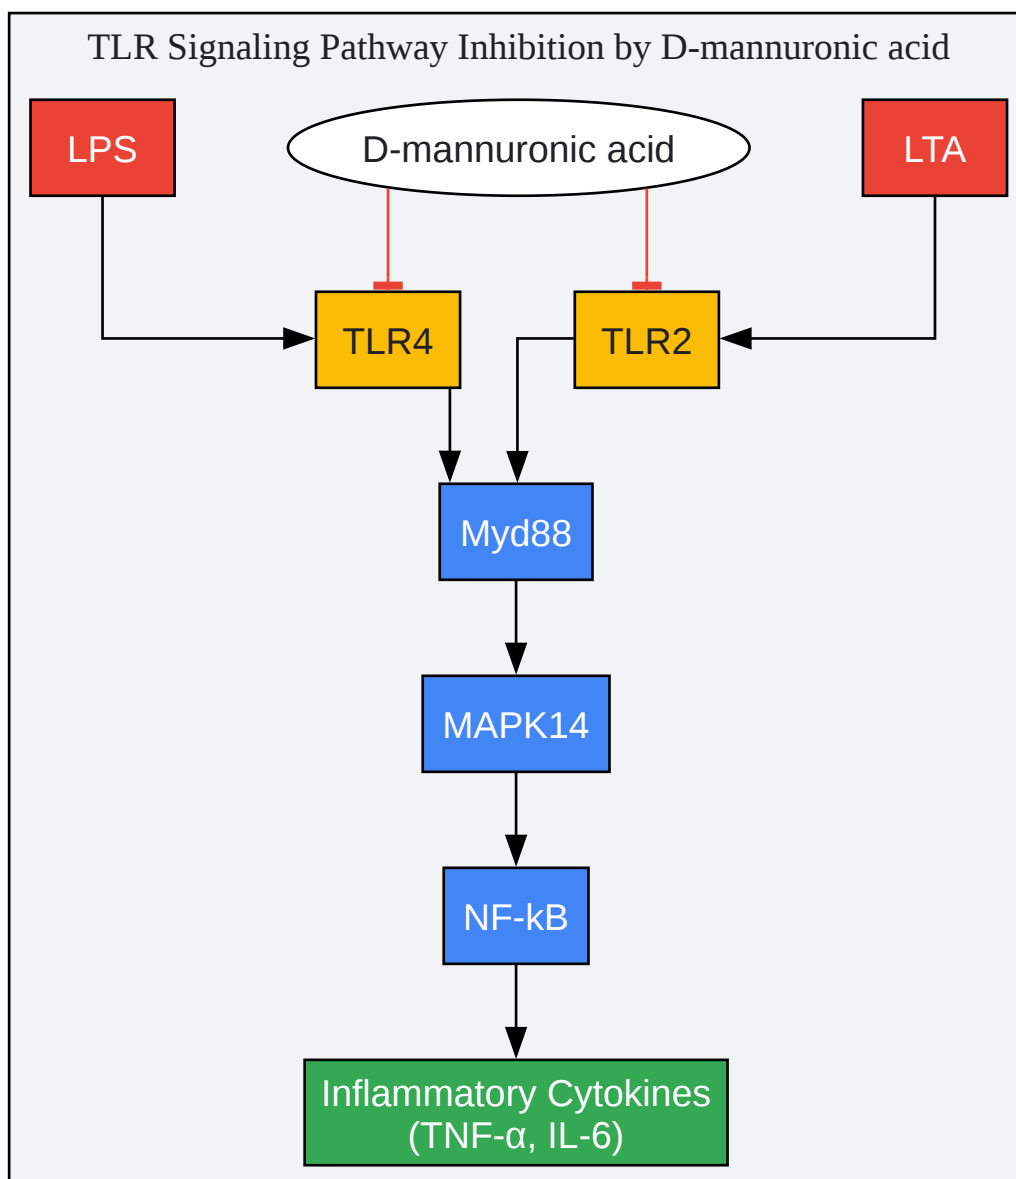 TLR Signaling Pathway Inhibition by D-mannuronic acid
LPS
D-mannuronic acid
LTA
TLR4
TLR2
Myd88
MAPK14
NF-kB
Inflammatory Cytokines
(TNF-α, IL-6)